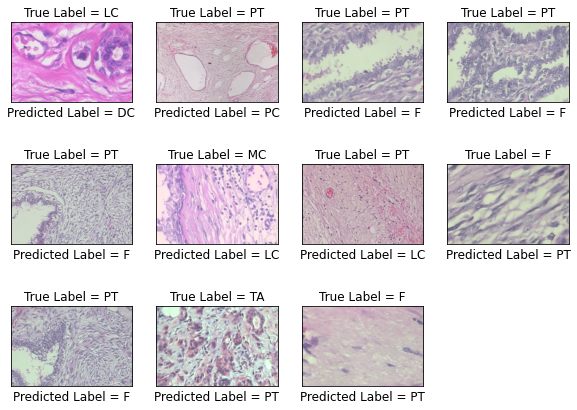 True Label = LC
Predicted Label = DC
True Label = PT
Predicted Label = PC
True Label = PT
Predicted Label = F
True Label = PT
Predicted Label = F
True Label = PT
Predicted Label = F
True Label = MC
Predicted Label = LC
True Label = PT
Predicted Label = LC
True Label = F
Predicted Label = PT
True Label = PT
Predicted Label = F
True Label = TA
Predicted Label = PT
True Label = F
Predicted Label = PT